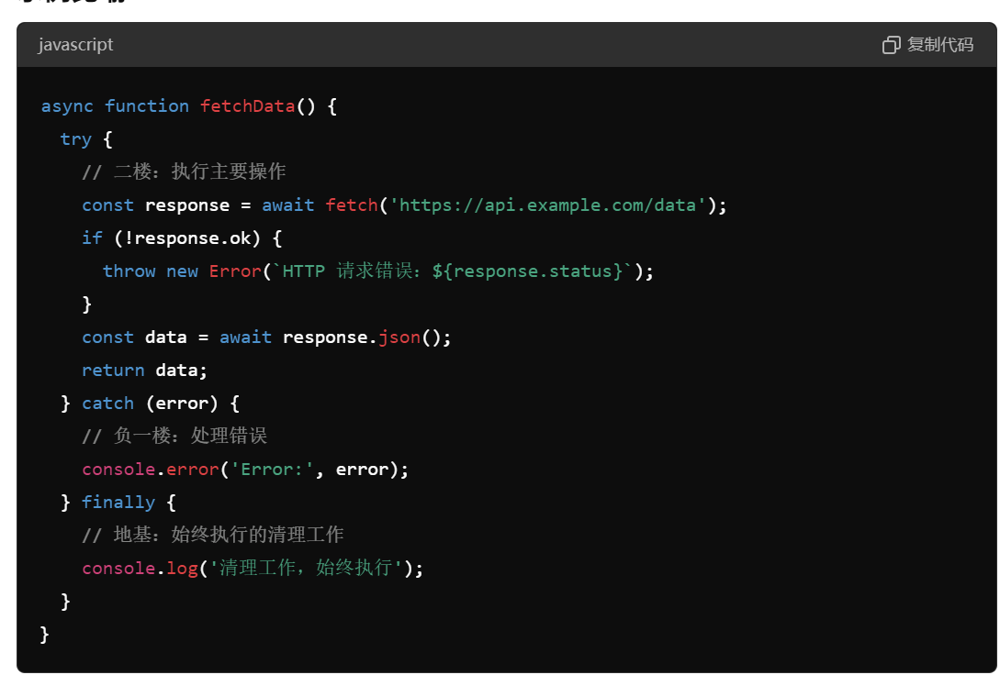 javascript
复制代码
async function fetchData() {
  try {
    // 二楼：执行主要操作
    const response = await fetch('https://api.example.com/data');
    if (!response.ok) {
      throw new Error(`HTTP 请求错误：${response.status}`);
    }
    const data = await response.json();
    return data;
  } catch (error) {
    // 负一楼：处理错误
    console.error('Error:', error);
  } finally {
    // 地基：始终执行的清理工作
    console.log('清理工作，始终执行');
  }
}